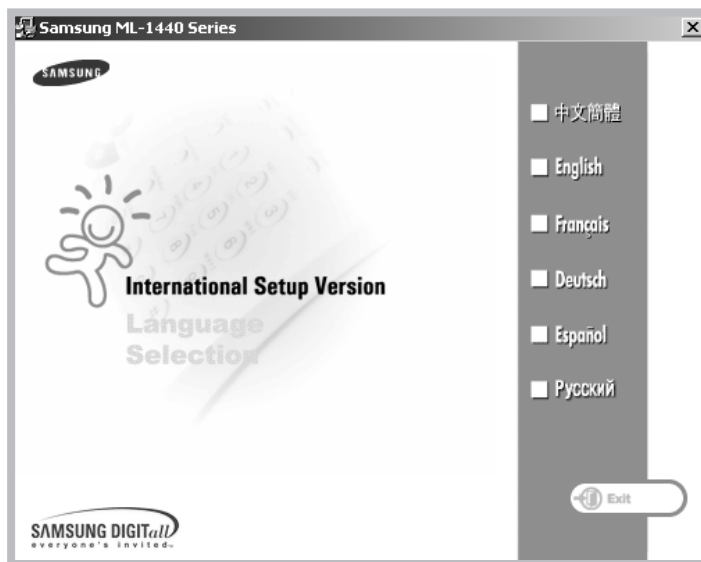 Samsung ML-1440 Series
SAMSUNG
中文簡體
English
Français
Deutsch
Español
Русский
International Setup Version
Language
Selection
Exit
SAMSUNG DIGITall
everyone's invited™